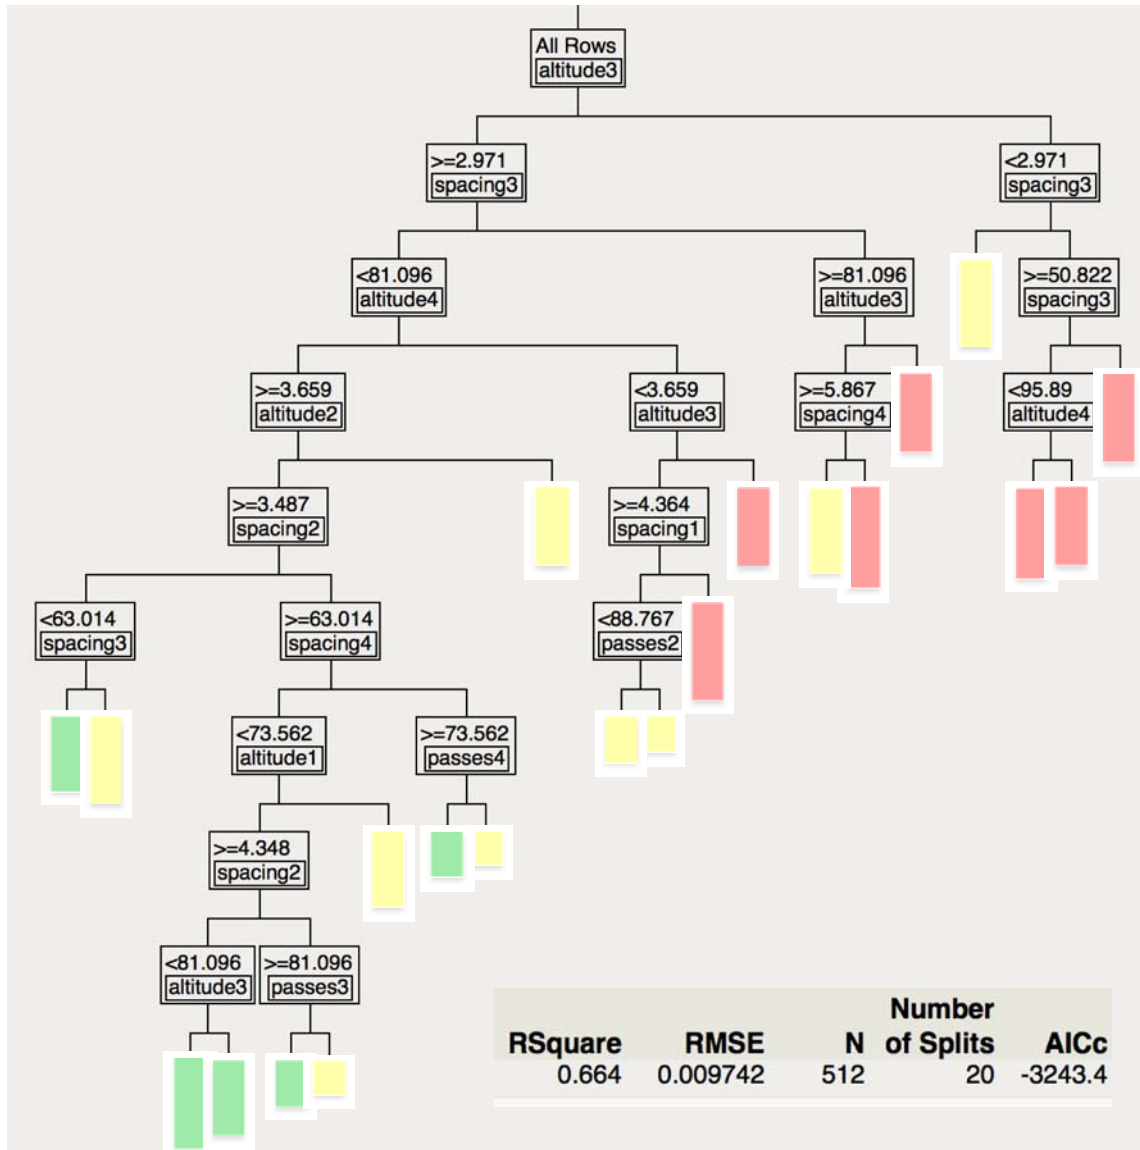 All Rows
altitude3
>=2.971
spacing3
<2.971
spacing3
<81.096
altitude4
>=81.096
altitude3
>=50.822
spacing3
>=3.659
altitude2
<3.659
altitude3
>=5.867
spacing4
<95.89
altitude4
>=3.487
spacing2
>=4.364
spacing1
<63.014
spacing3
>=63.014
spacing4
<88.767
passes2
<73.562
altitude1
>=73.562
passes4
>=4.348
spacing2
<81.096
altitude3
>=81.096
passes3
RSquare RMSE N Number of Splits AICc
0.664 0.009742 512 20 -3243.4